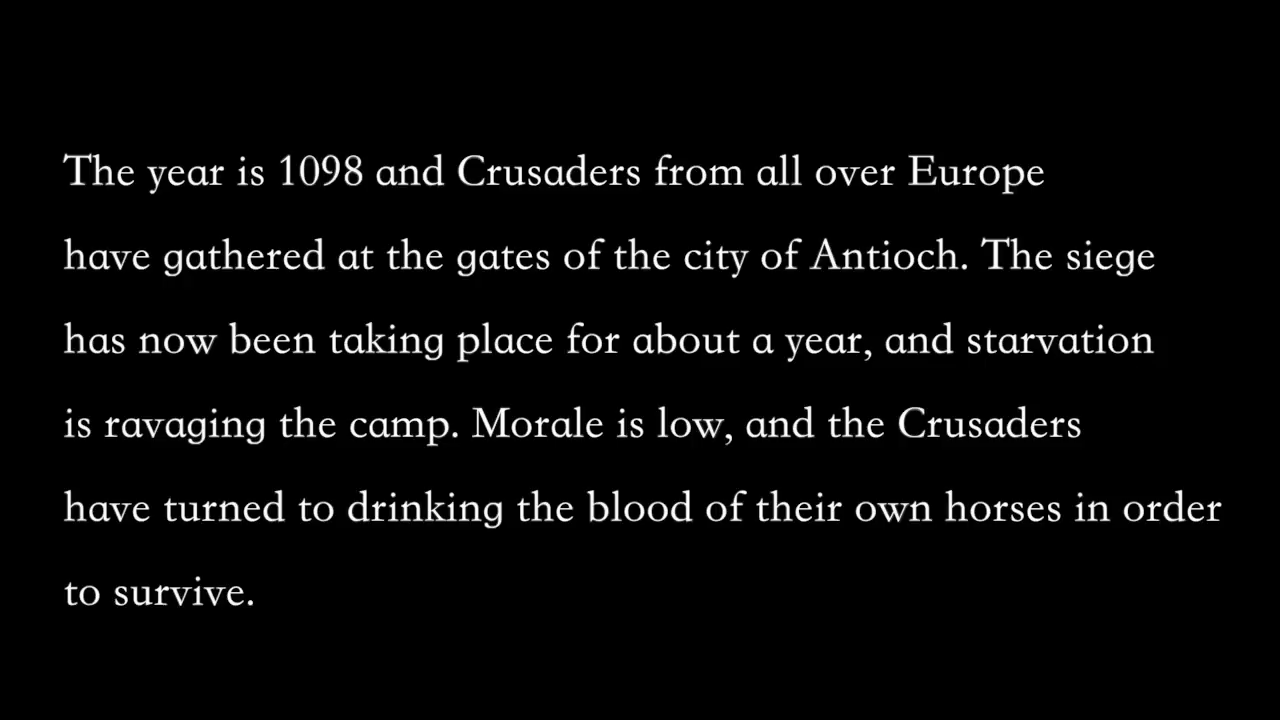 The year is 1098 and Crusaders from all over Europe
have gathered at the gates of the city of Antioch. The siege
has now been taking place for about a year, and starvation
is ravaging the camp. Morale is low, and the Crusaders
have turned to drinking the blood of their own horses in order
to survive.